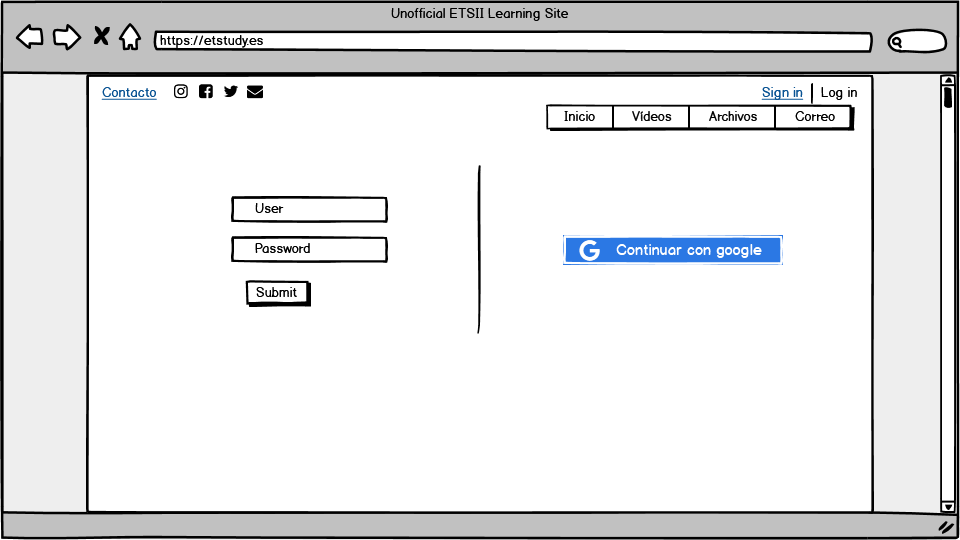 Unofficial ETSII Learning Site
https://etstudy.es
Contacto
Sign in Log in
Inicio Vídeos Archivos Correo
User
Password
Submit
Continuar con google